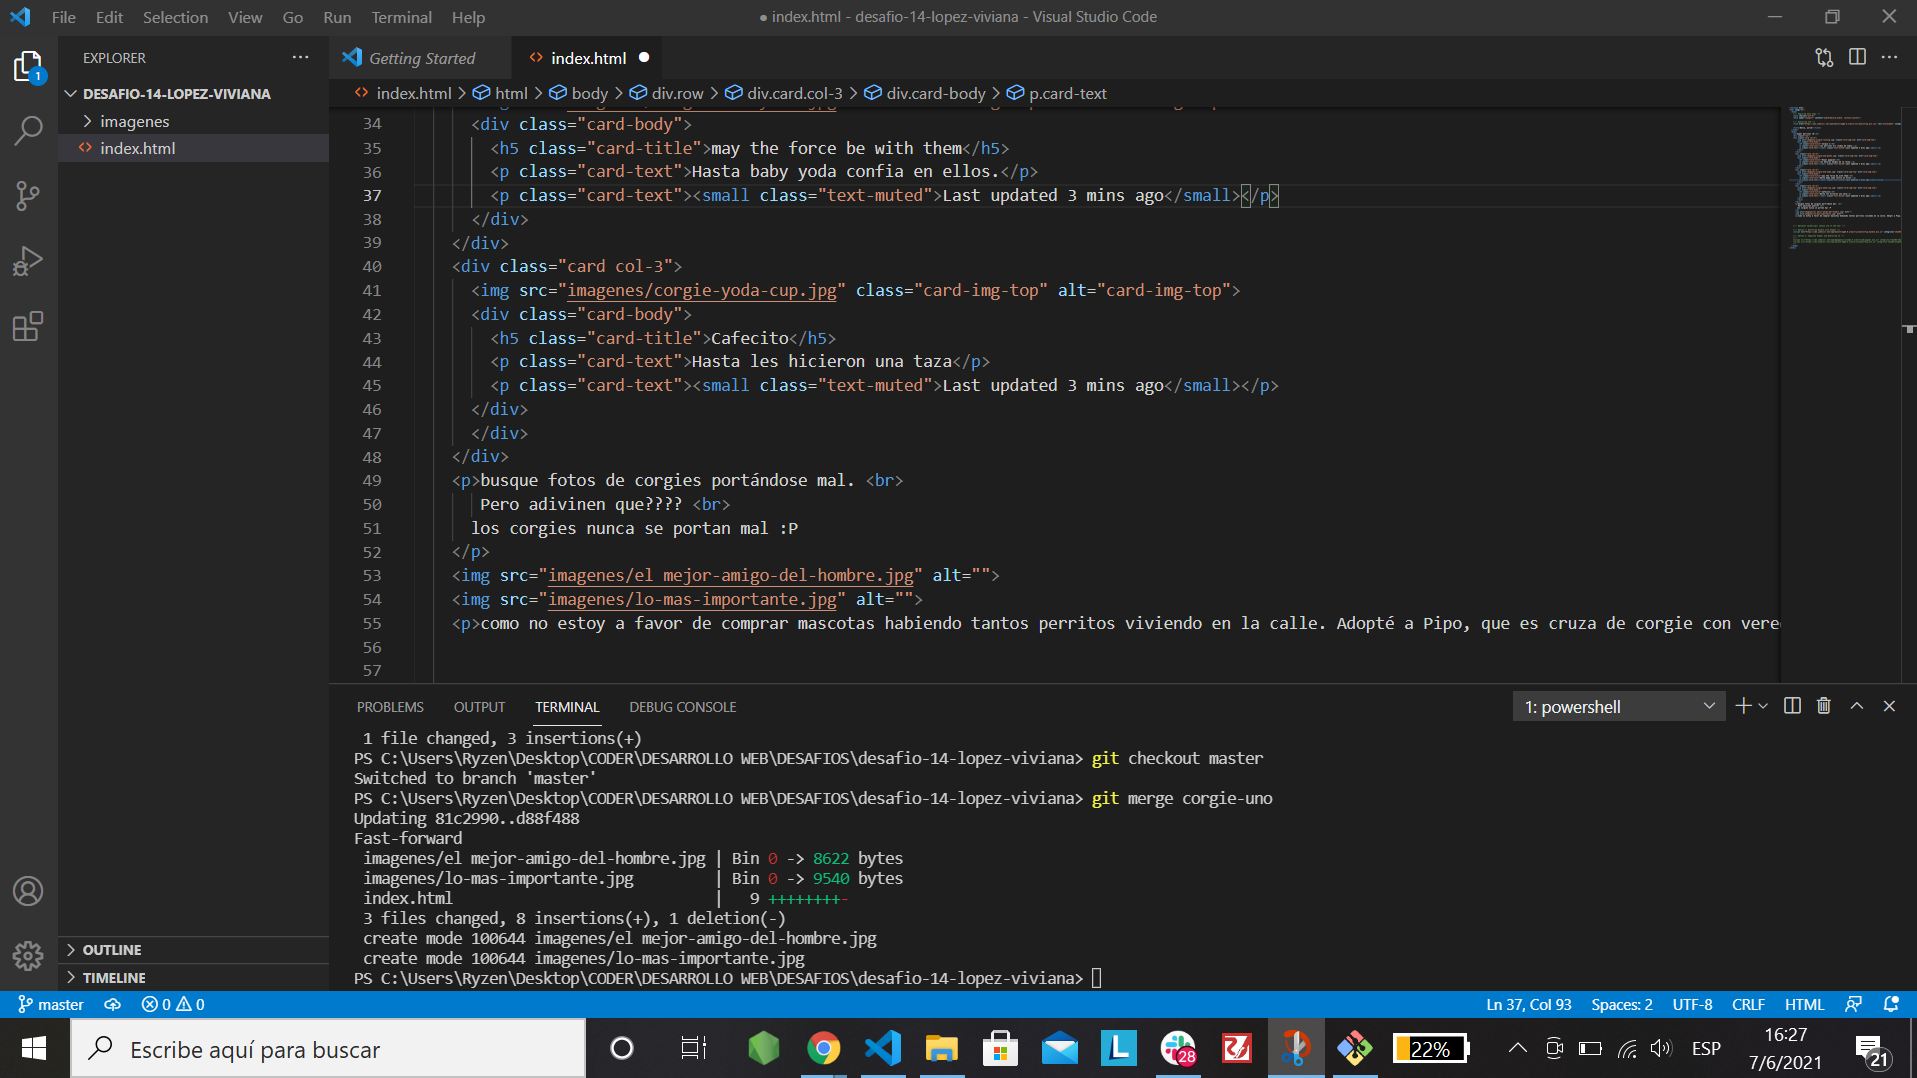 File Edit Selection View Go Run Terminal Help
● index.html - desafio-14-lopez-viviana - Visual Studio Code
1
EXPLORER
DESAFIO-14-LOPEZ-VIVIANA
imagenes
index.html
OUTLINE
TIMELINE
Getting Started
index.html
index.html > html > body > div.row > div.card.col-3 > div.card-body > p.card-text
34 <div class="card-body">
35 <h5 class="card-title">may the force be with them</h5>
36 <p class="card-text">Hasta baby yoda confia en ellos.</p>
37 <p class="card-text"><small class="text-muted">Last updated 3 mins ago</small></p>
38 </div>
39 </div>
40 <div class="card col-3">
41 <img src="imagenes/corgie-yoda-cup.jpg" class="card-img-top" alt="card-img-top">
42 <div class="card-body">
43 <h5 class="card-title">Cafecito</h5>
44 <p class="card-text">Hasta les hicieron una taza</p>
45 <p class="card-text"><small class="text-muted">Last updated 3 mins ago</small></p>
46 </div>
47 </div>
48 </div>
49 <p>busque fotos de corgies portándose mal. <br>
50 Pero adivinen que???? <br>
51 los corgies nunca se portan mal :P
52 </p>
53 <img src="imagenes/el mejor-amigo-del-hombre.jpg" alt="">
54 <img src="imagenes/lo-mas-importante.jpg" alt="">
55 <p>como no estoy a favor de comprar mascotas habiendo tantos perritos viviendo en la calle. Adopté a Pipo, que es cruza de corgie con vere
56
57
PROBLEMS OUTPUT TERMINAL DEBUG CONSOLE
1: powershell
1 file changed, 3 insertions(+)
PS C:\Users\Ryzen\Desktop\CODER\DESARROLLO WEB\DESAFIOS\desafio-14-lopez-viviana> git checkout master
Switched to branch 'master'
PS C:\Users\Ryzen\Desktop\CODER\DESARROLLO WEB\DESAFIOS\desafio-14-lopez-viviana> git merge corgie-uno
Updating 81c2990..d88f488
Fast-forward
imagenes/el mejor-amigo-del-hombre.jpg | Bin 0 -> 8622 bytes
imagenes/lo-mas-importante.jpg | Bin 0 -> 9540 bytes
index.html | 9 ++++++++-
3 files changed, 8 insertions(+), 1 deletion(-)
create mode 100644 imagenes/el mejor-amigo-del-hombre.jpg
create mode 100644 imagenes/lo-mas-importante.jpg
PS C:\Users\Ryzen\Desktop\CODER\DESARROLLO WEB\DESAFIOS\desafio-14-lopez-viviana>
master 0 0
Ln 37, Col 93 Spaces: 2 UTF-8 CRLF HTML
Escribe aquí para buscar
L
28
22%
ESP
16:27
7/6/2021
21